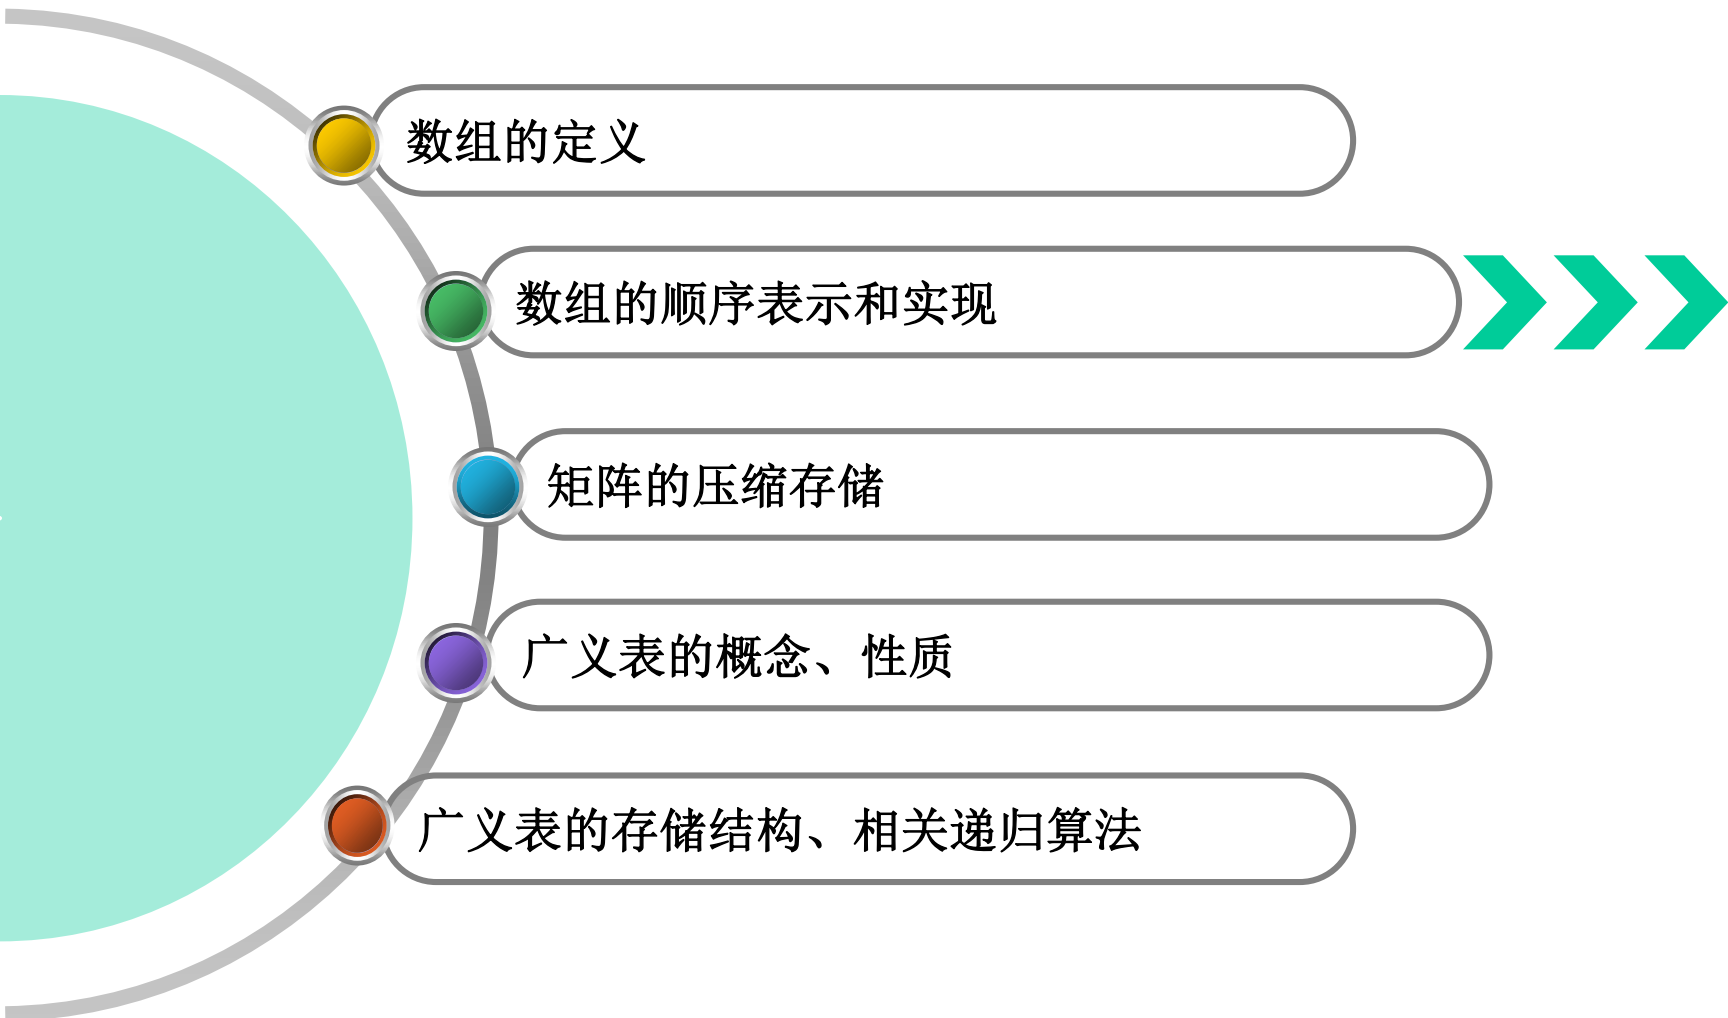 数组的定义
数组的顺序表示和实现
矩阵的压缩存储
广义表的概念、性质
广义表的存储结构、相关递归算法